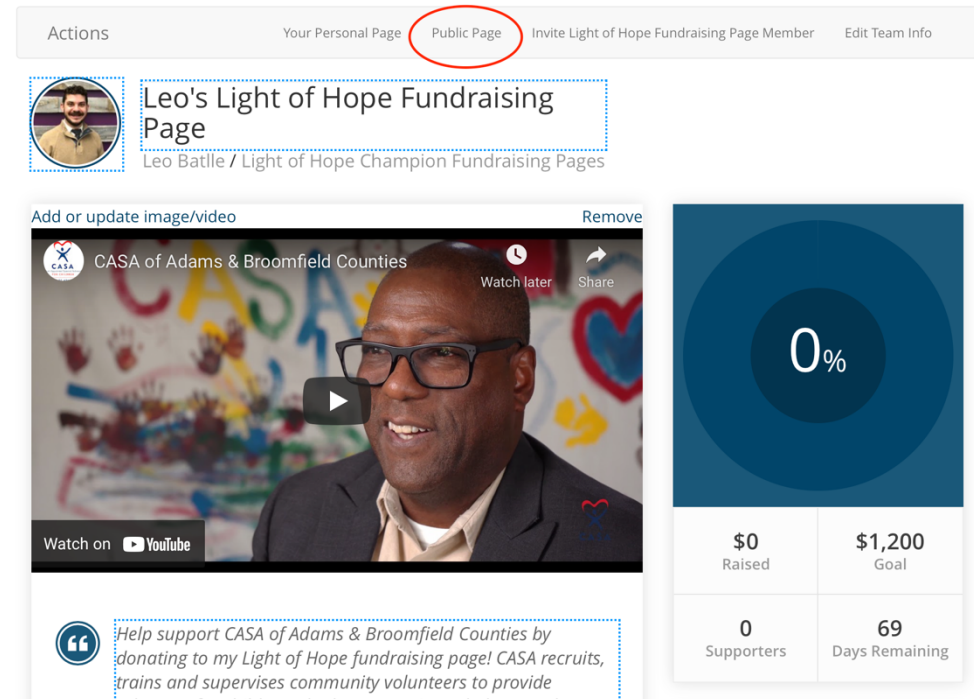 Actions
Your Personal Page
Public Page
Invite Light of Hope Fundraising Page Member
Edit Team Info
Leo's Light of Hope Fundraising
Page
Leo Batlle / Light of Hope Champion Fundraising Pages
Add or update image/video
Remove
CASA
CASA of Adams & Broomfield Counties
Watch later
Share
CASA
Watch on YouTube
0%
$0
Raised
$1,200
Goal
0
Supporters
69
Days Remaining
Help support CASA of Adams & Broomfield Counties by
donating to my Light of Hope fundraising page! CASA recruits,
trains and supervises community volunteers to provide